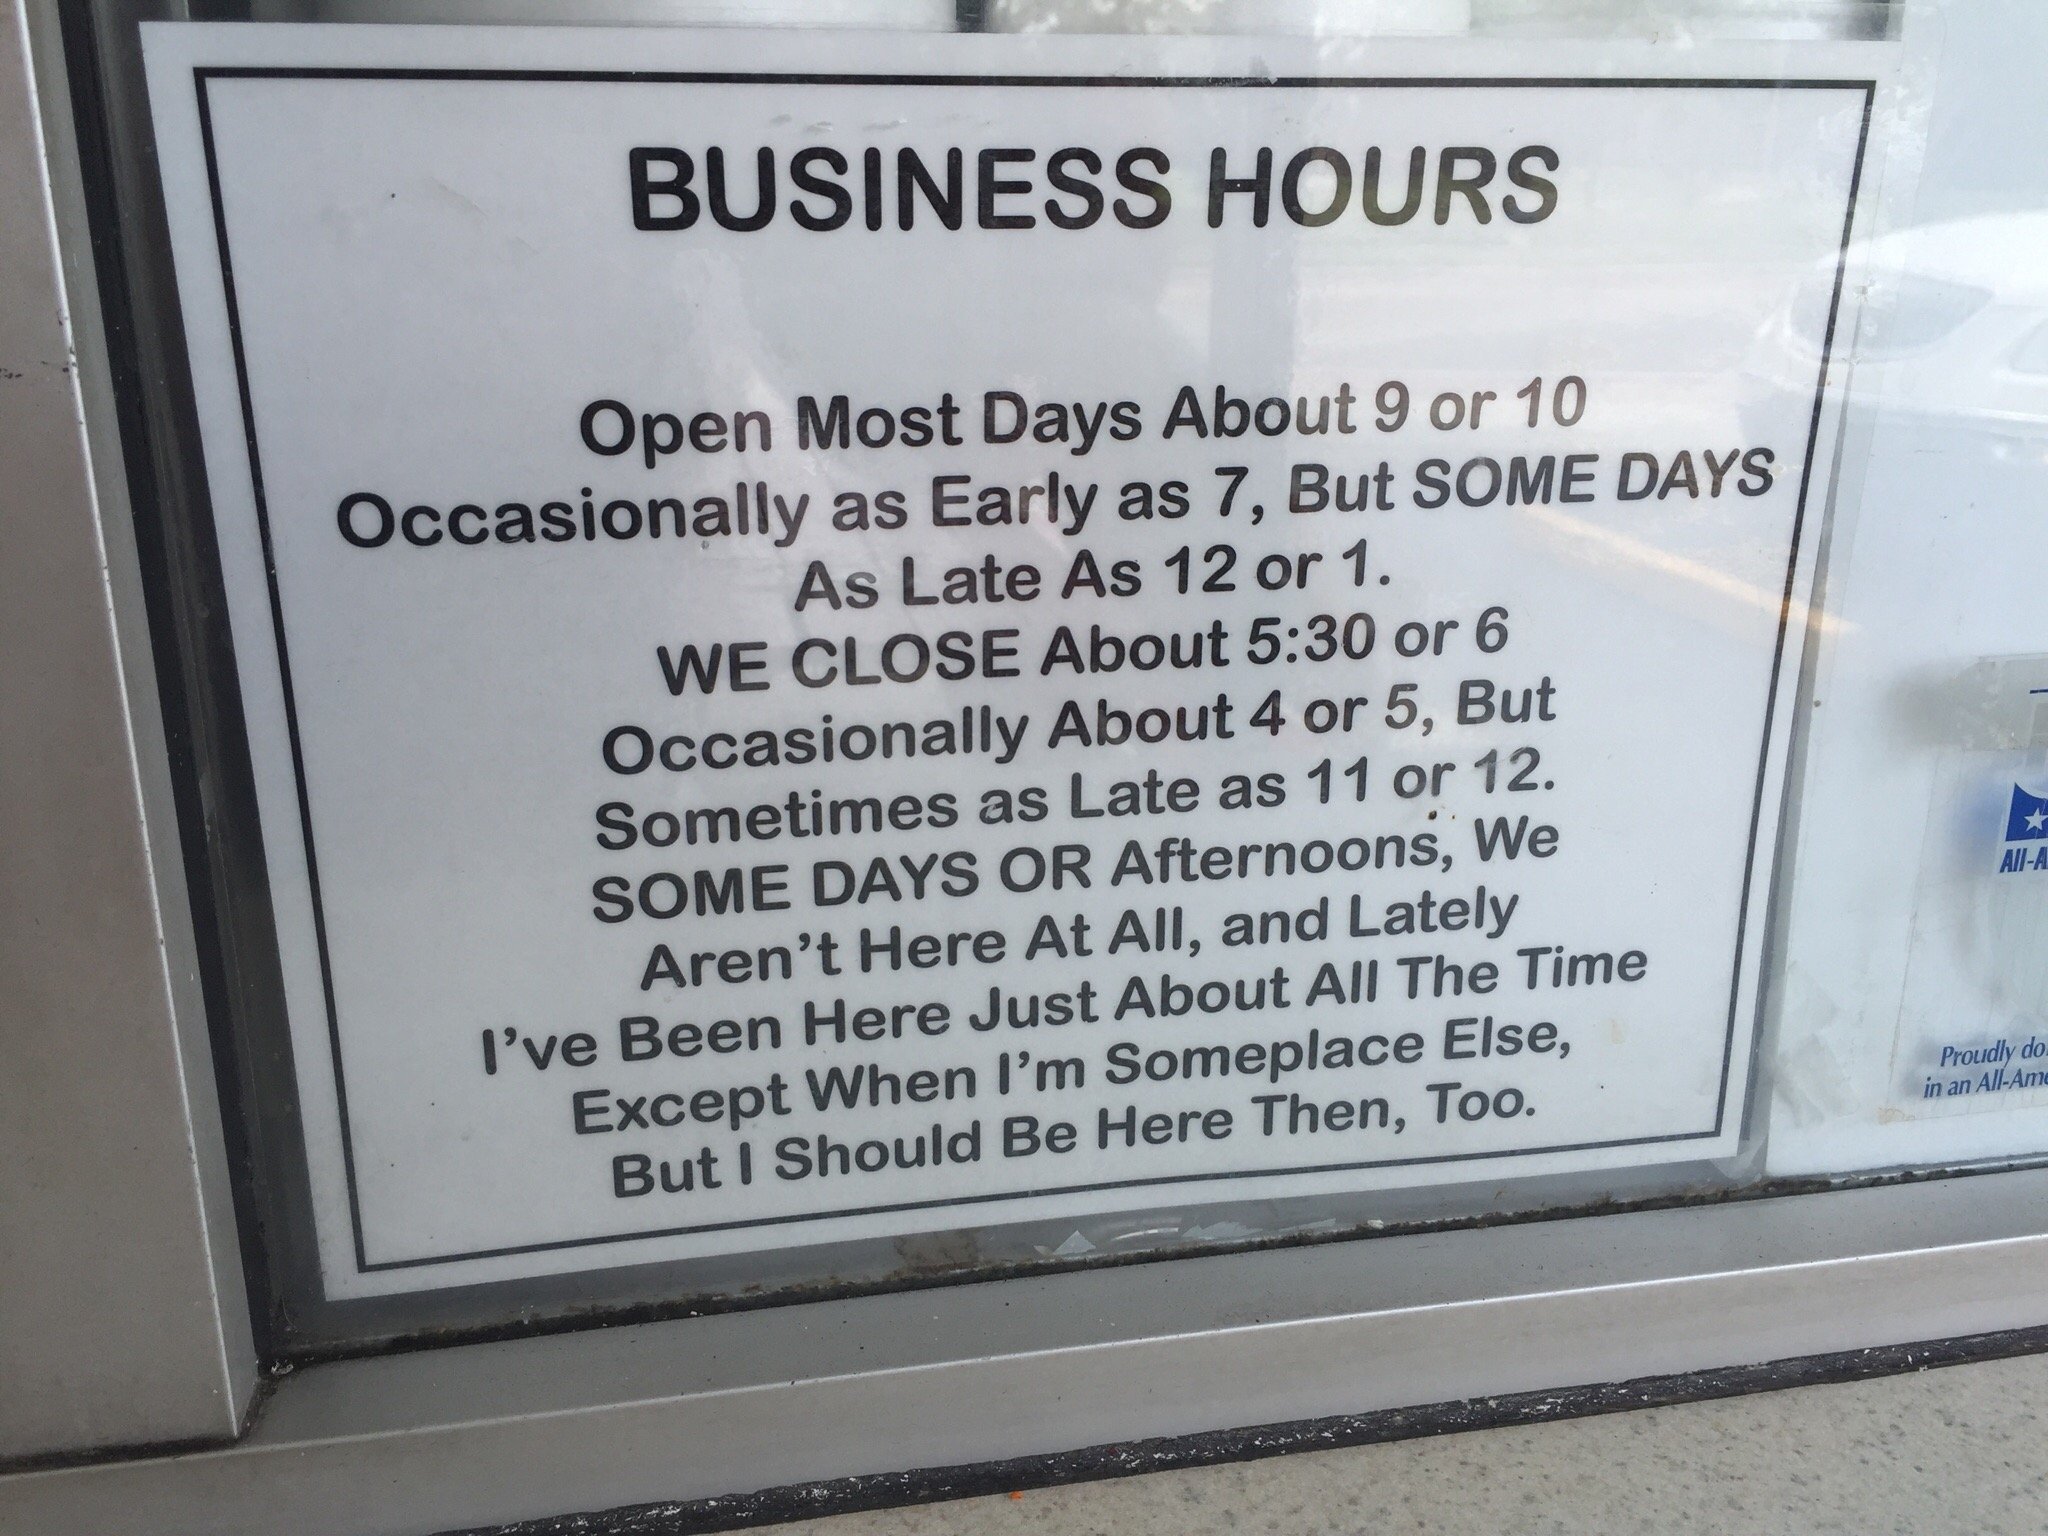 BUSINESS HOURS
Open Most Days About 9 or 10
Occasionally as Early as 7, But SOME DAYS
As Late As 12 or 1.
WE CLOSE About 5:30 or 6
Occasionally About 4 or 5, But
Sometimes as Late as 11 or 12.
SOME DAYS OR Afternoons, We
Aren't Here At All, and Lately
I've Been Here Just About All The Time
Except When I'm Someplace Else,
But I Should Be Here Then, Too.
All-A
Proudly do
in an All-Ame